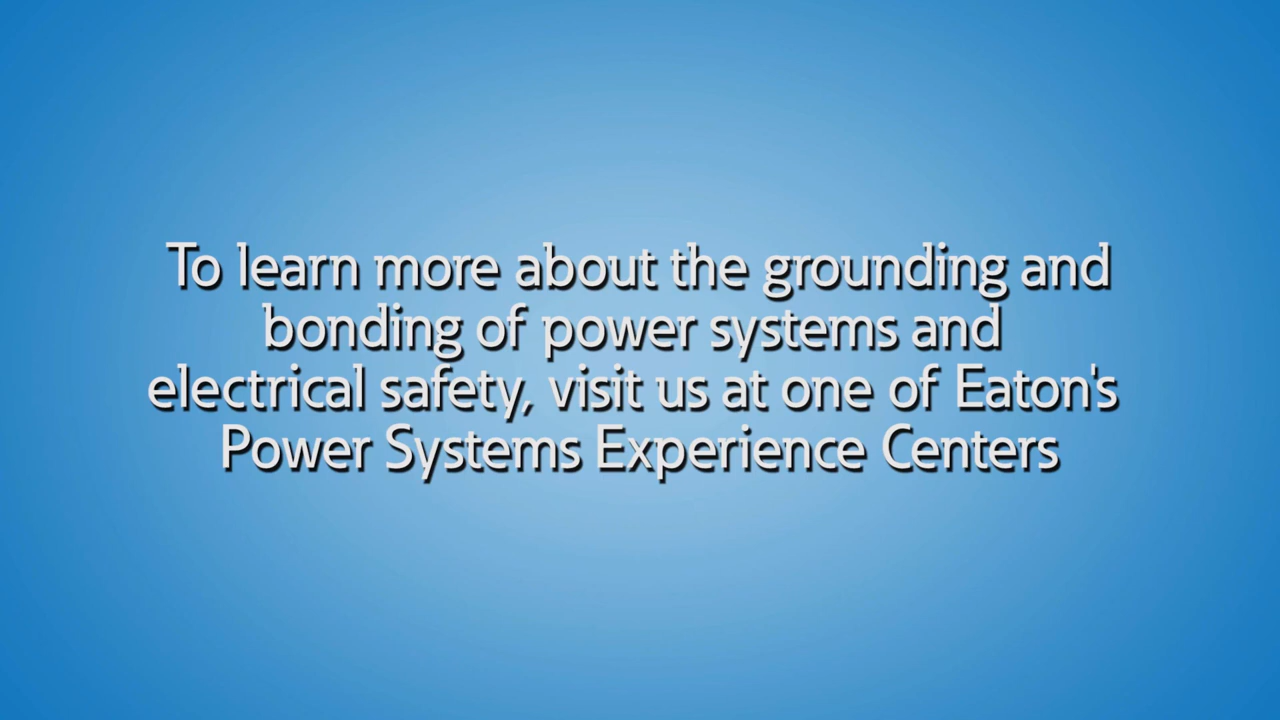 To learn more about the grounding and
bonding of power systems and
electrical safety, visit us at one of Eaton's
Power Systems Experience Centers